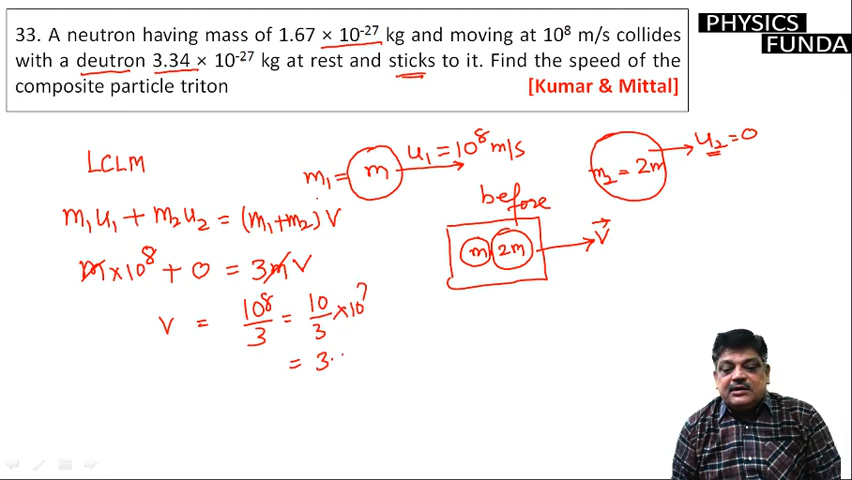 33. A neutron having mass of 1.67 × 10⁻²⁷ kg and moving at 10⁸ m/s collides
with a deutron 3.34 × 10⁻²⁷ kg at rest and sticks to it. Find the speed of the
composite particle triton [Kumar & Mittal]
PHYSICS
FUNDA
LCLM
m₁ = m u₁ = 10⁸ m/s
m₂ = 2m u₂ = 0
before
m₁u₁ + m₂u₂ = (m₁+m₂) V
m 2m V⃗
m×10⁸ + 0 = 3mV
V = 10⁸/3 = 10/3 ×10⁷
= 3.